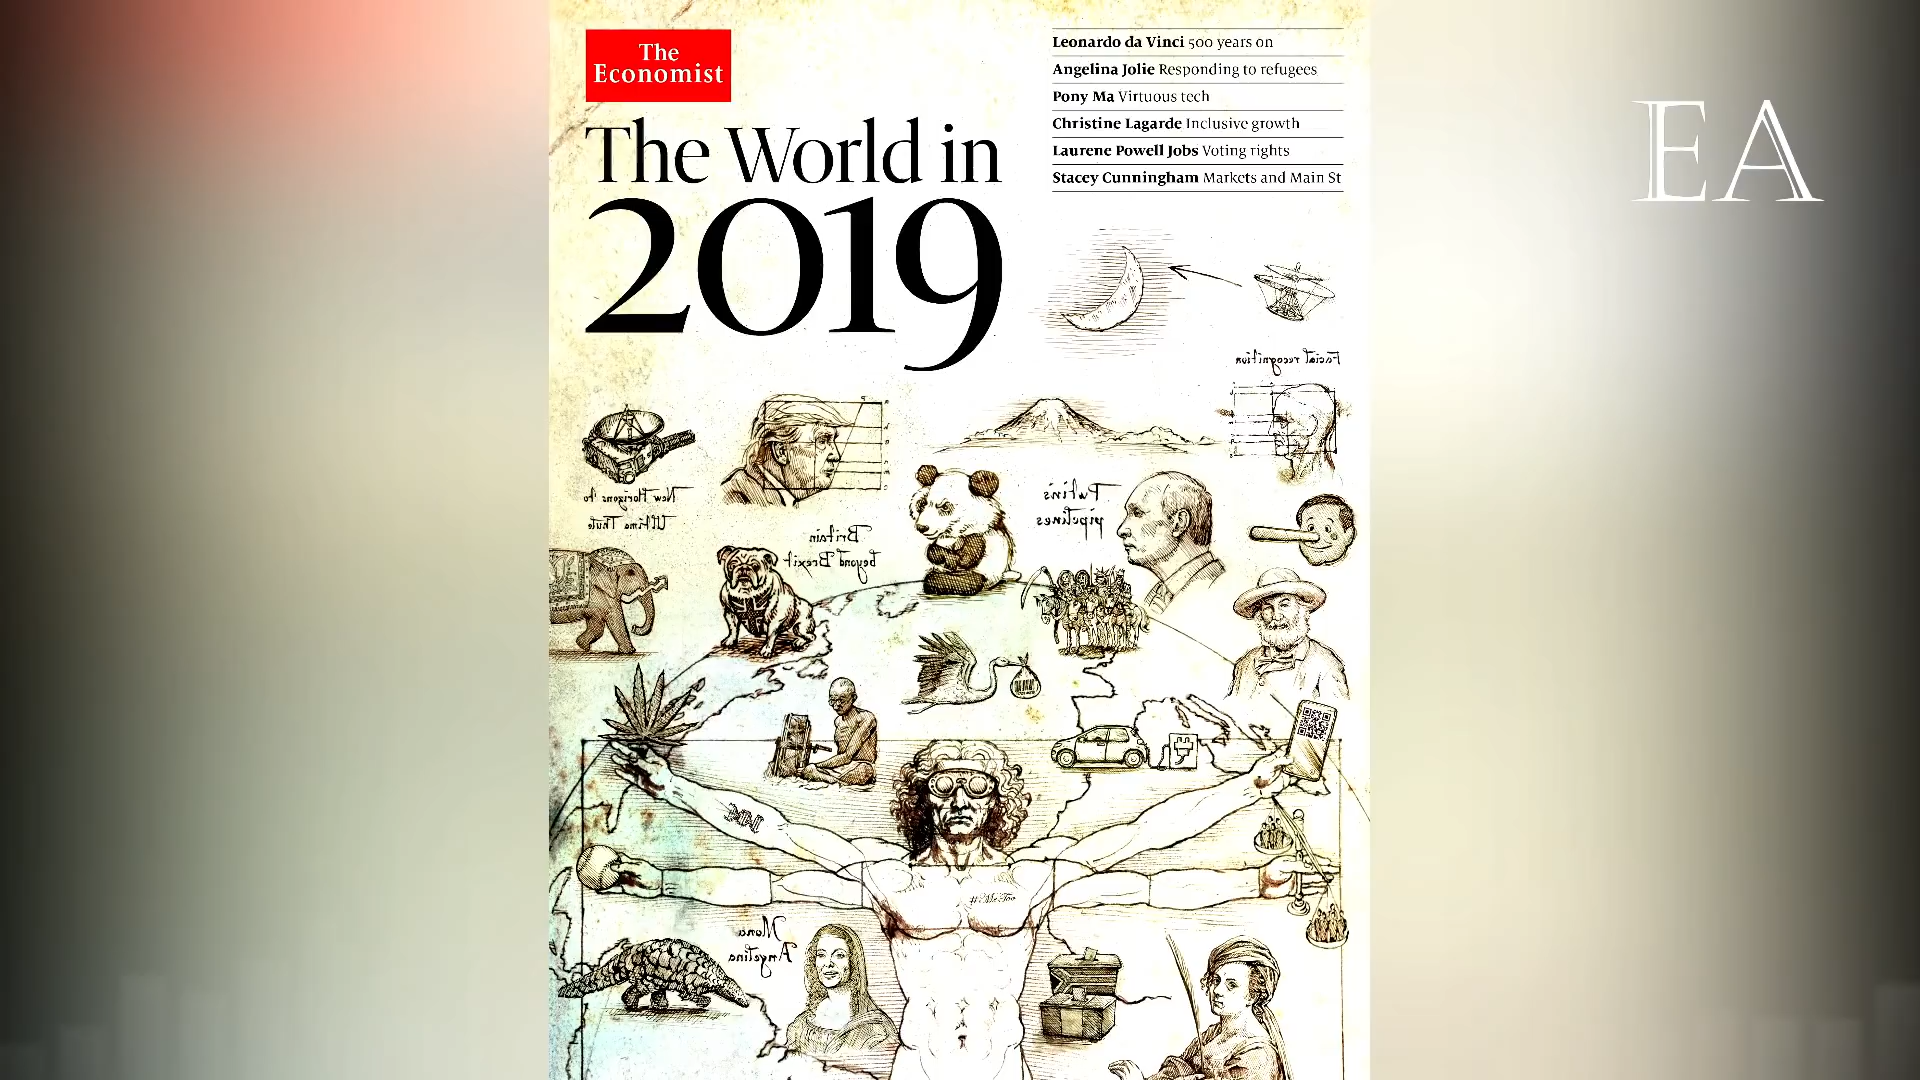 The
Economist
The World in
2019
Leonardo da Vinci 500 years on
Angelina Jolie Responding to refugees
Pony Ma Virtuous tech
Christine Lagarde Inclusive growth
Laurene Powell Jobs Voting rights
Stacey Cunningham Markets and Main St
EA
Facial recognition
New Horizons to
Ultima Thule
Britain
beyond Brexit
Putin's
pipelines
#MeToo
Mona
Angelina